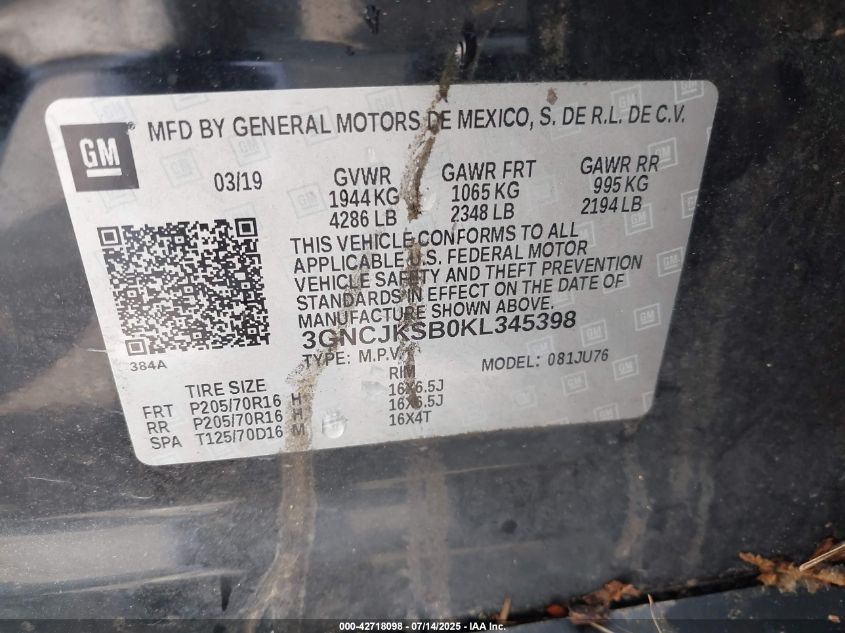 GM
MFD BY GENERAL MOTORS DE MEXICO, S. DE R.L. DE C.V.
03/19 GVWR GAWR FRT GAWR RR
1944 KG 1065 KG 995 KG
4286 LB 2348 LB 2194 LB
THIS VEHICLE CONFORMS TO ALL
APPLICABLE U.S. FEDERAL MOTOR
VEHICLE SAFETY AND THEFT PREVENTION
STANDARDS IN EFFECT ON THE DATE OF
MANUFACTURE SHOWN ABOVE.
3GNCJKSB0KL345398
384A TYPE: M.P.V. MODEL: 081JU76
TIRE SIZE RIM
FRT P205/70R16 H 16X6.5J
RR P205/70R16 H 16X6.5J
SPA T125/70D16 M 16X4T
000-42718098 - 07/14/2025 - IAA Inc.